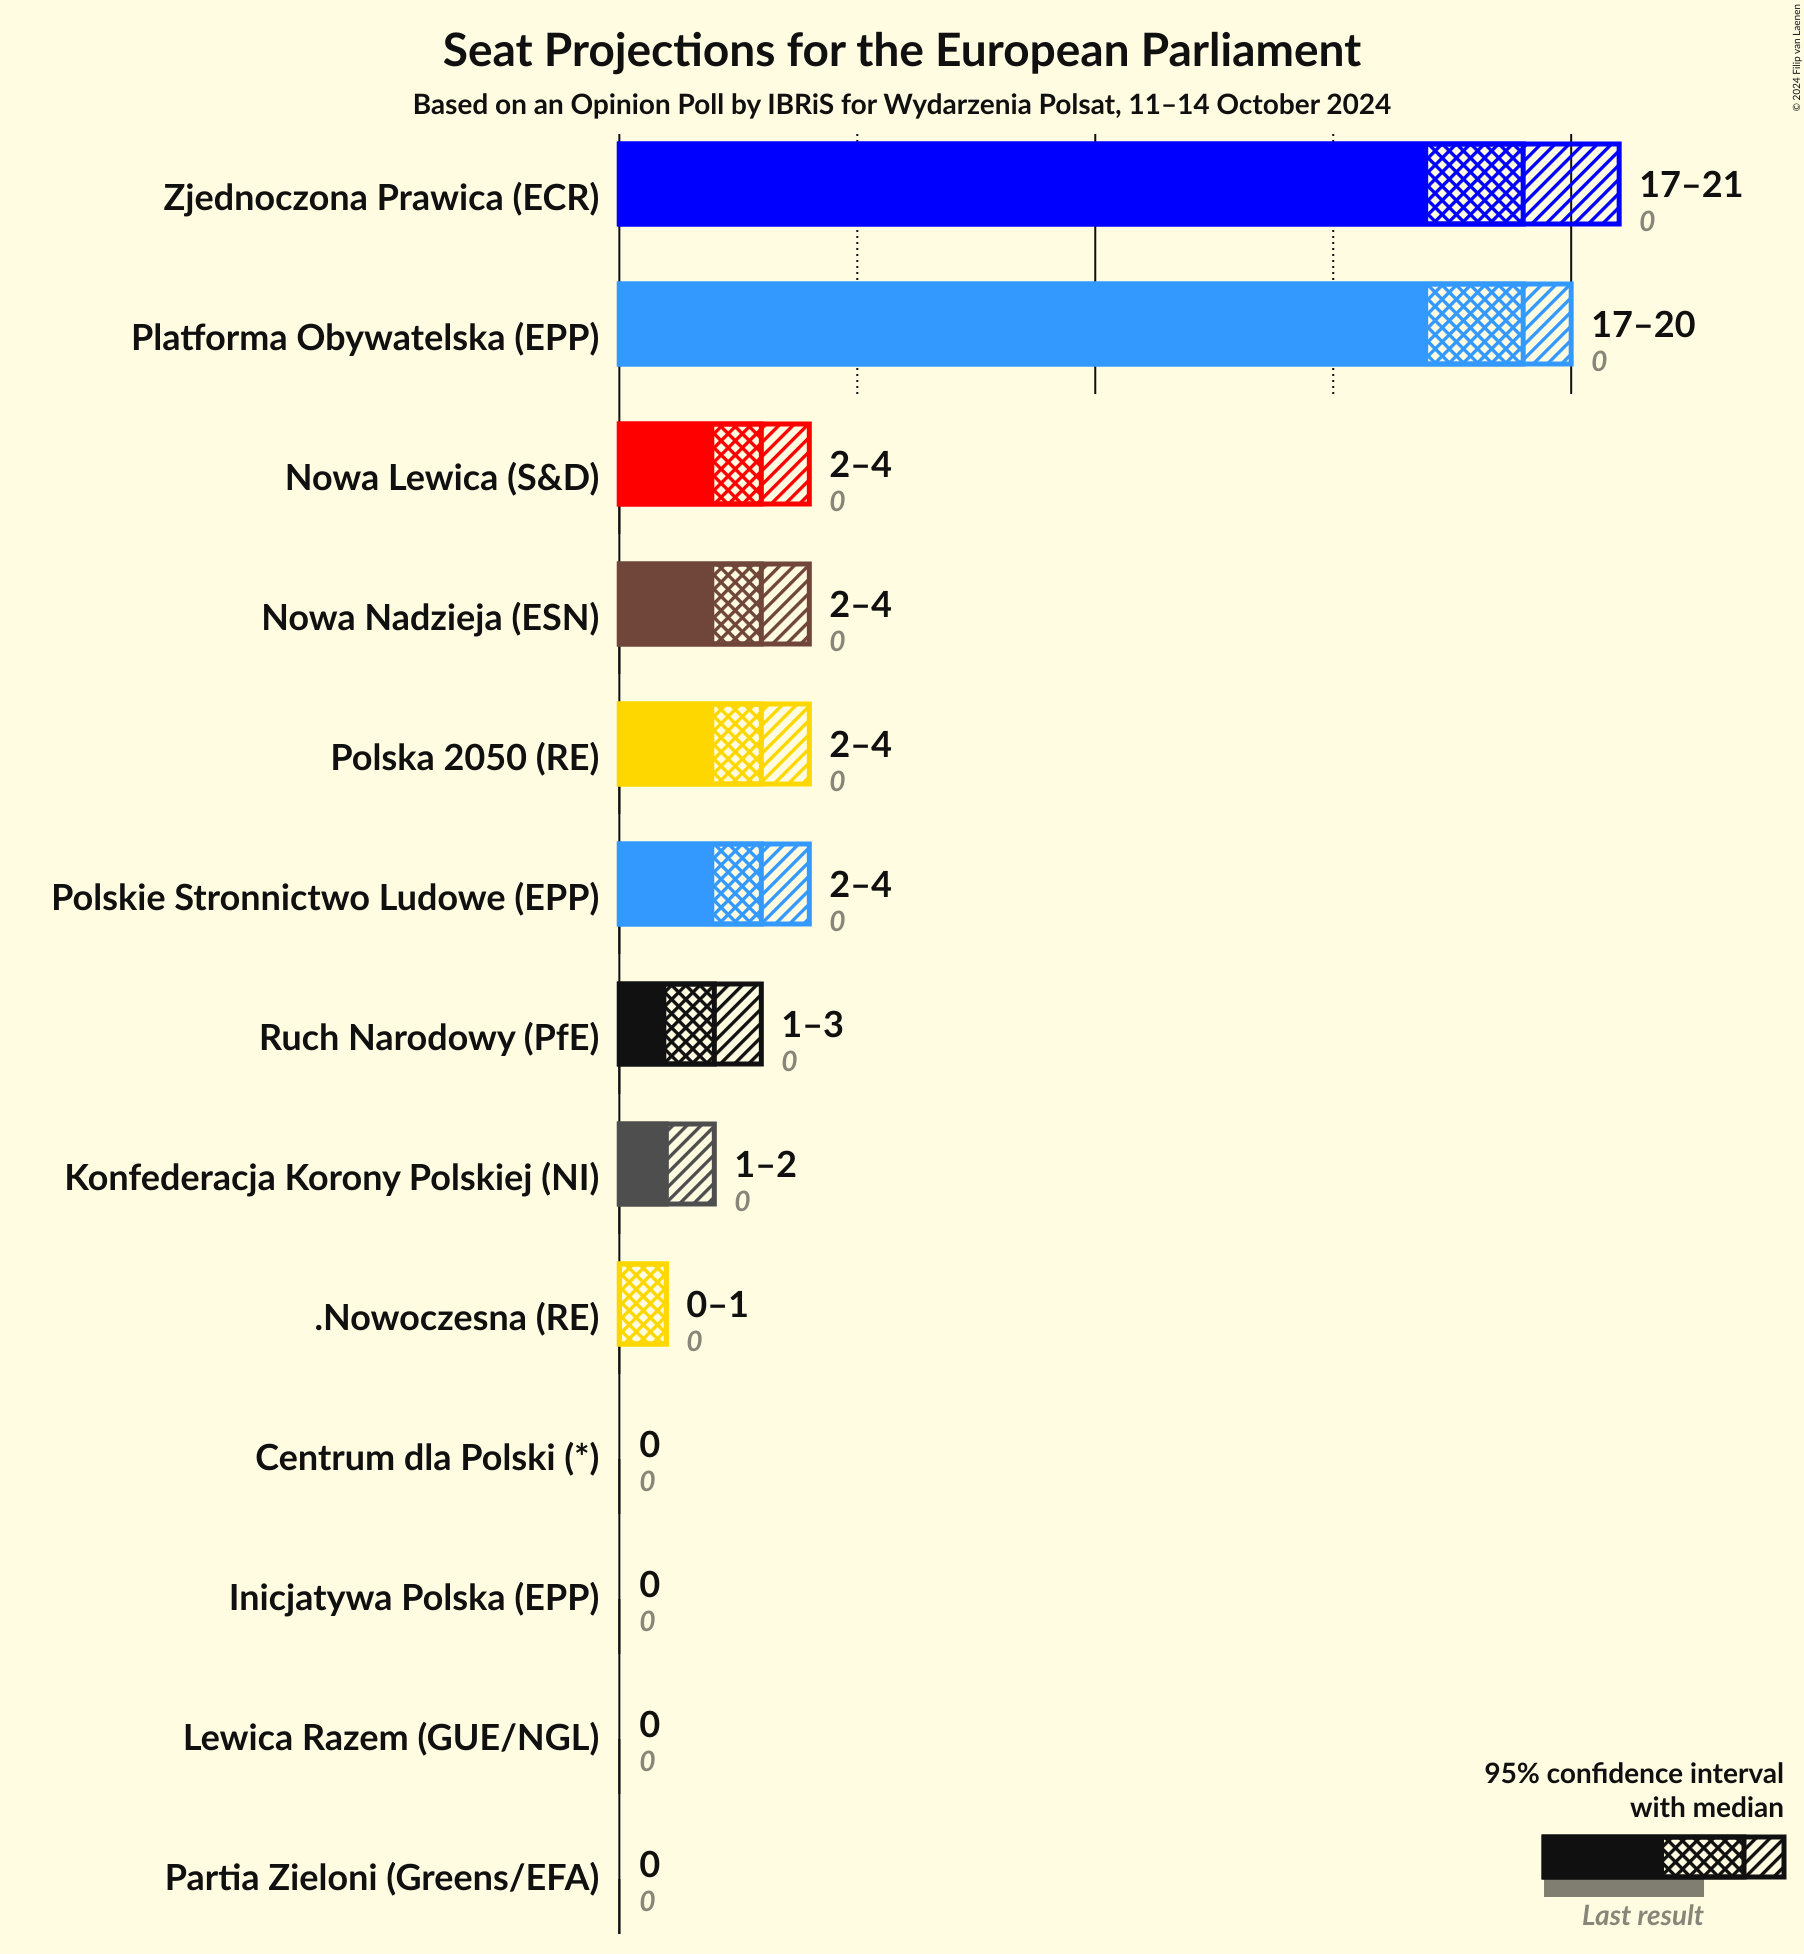 Seat Projections for the European Parliament
Based on an Opinion Poll by IBRiS for Wydarzenia Polsat, 11–14 October 2024
© 2024 Filip van Laenen
Zjednoczona Prawica (ECR)
17–21
0
Platforma Obywatelska (EPP)
17–20
0
Nowa Lewica (S&D)
2–4
0
Nowa Nadzieja (ESN)
2–4
0
Polska 2050 (RE)
2–4
0
Polskie Stronnictwo Ludowe (EPP)
2–4
0
Ruch Narodowy (PfE)
1–3
0
Konfederacja Korony Polskiej (NI)
1–2
0
.Nowoczesna (RE)
0–1
0
Centrum dla Polski (*)
0
0
Inicjatywa Polska (EPP)
0
0
Lewica Razem (GUE/NGL)
0
0
Partia Zieloni (Greens/EFA)
0
0
95% confidence interval
with median
Last result